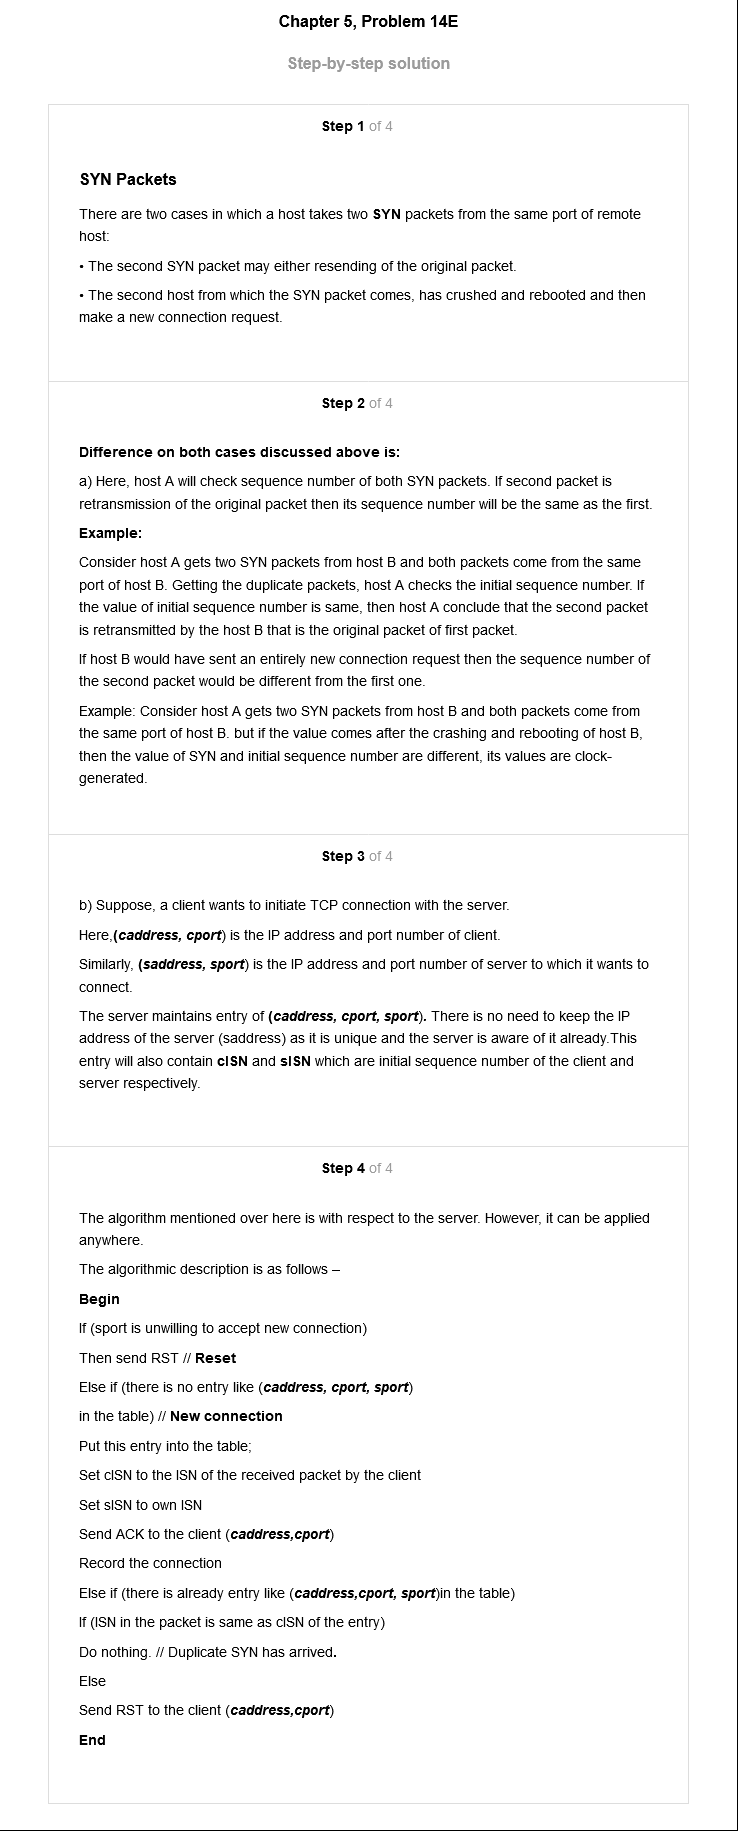 Chapter 5, Problem 14E
Step-by-step solution
Step 1 of 4
SYN Packets
There are two cases in which a host takes two SYN packets from the same port of remote
host:
• The second SYN packet may either resending of the original packet.
• The second host from which the SYN packet comes, has crushed and rebooted and then
make a new connection request.
Step 2 of 4
Difference on both cases discussed above is:
a) Here, host A will check sequence number of both SYN packets. If second packet is
retransmission of the original packet then its sequence number will be the same as the first.
Example:
Consider host A gets two SYN packets from host B and both packets come from the same
port of host B. Getting the duplicate packets, host A checks the initial sequence number. If
the value of initial sequence number is same, then host A conclude that the second packet
is retransmitted by the host B that is the original packet of first packet.
If host B would have sent an entirely new connection request then the sequence number of
the second packet would be different from the first one.
Example: Consider host A gets two SYN packets from host B and both packets come from
the same port of host B. but if the value comes after the crashing and rebooting of host B,
then the value of SYN and initial sequence number are different, its values are clock-
generated.
Step 3 of 4
b) Suppose, a client wants to initiate TCP connection with the server.
Here,(caddress, cport) is the IP address and port number of client.
Similarly, (saddress, sport) is the IP address and port number of server to which it wants to
connect.
The server maintains entry of (caddress, cport, sport). There is no need to keep the IP
address of the server (saddress) as it is unique and the server is aware of it already.This
entry will also contain cISN and sISN which are initial sequence number of the client and
server respectively.
Step 4 of 4
The algorithm mentioned over here is with respect to the server. However, it can be applied
anywhere.
The algorithmic description is as follows –
Begin
If (sport is unwilling to accept new connection)
Then send RST // Reset
Else if (there is no entry like (caddress, cport, sport)
in the table) // New connection
Put this entry into the table;
Set cISN to the ISN of the received packet by the client
Set sISN to own ISN
Send ACK to the client (caddress,cport)
Record the connection
Else if (there is already entry like (caddress,cport, sport)in the table)
If (ISN in the packet is same as cISN of the entry)
Do nothing. // Duplicate SYN has arrived.
Else
Send RST to the client (caddress,cport)
End